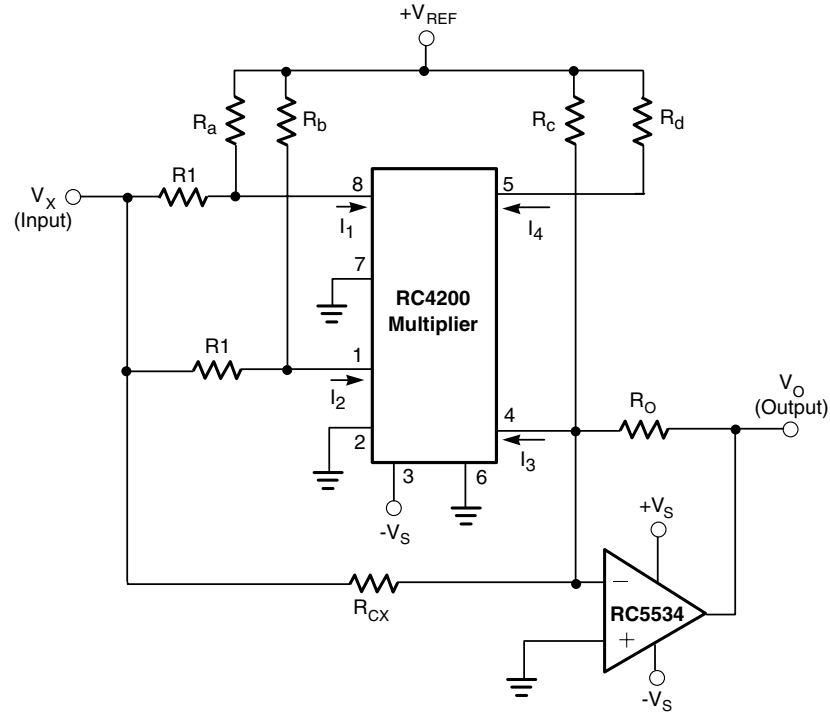 +V_REF
R_a
R_b
R_c
R_d
V_X
(Input)
R1
8
I_1
5
I_4
7
RC4200
Multiplier
R1
1
I_2
2
4
I_3
R_O
V_O
(Output)
3
6
-V_S
+V_S
R_CX
−
RC5534
+
-V_S